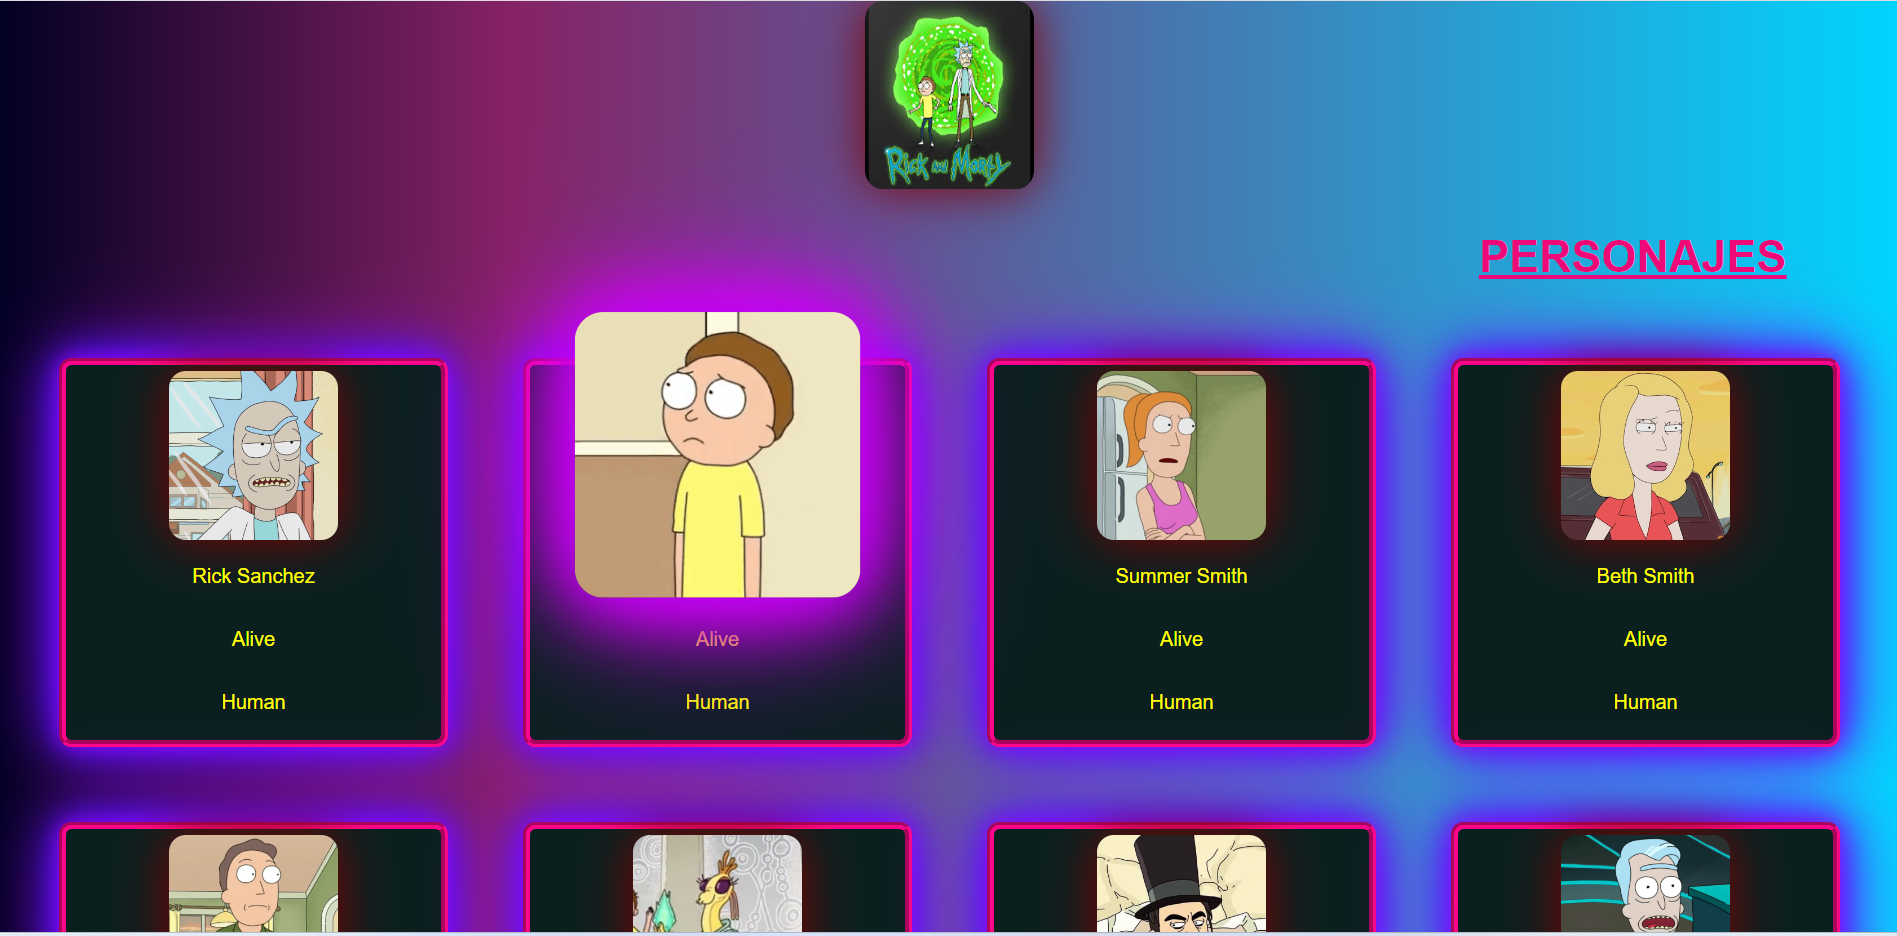 Rick and Morty
PERSONAJES
Rick Sanchez
Alive
Human
Alive
Human
Summer Smith
Alive
Human
Beth Smith
Alive
Human